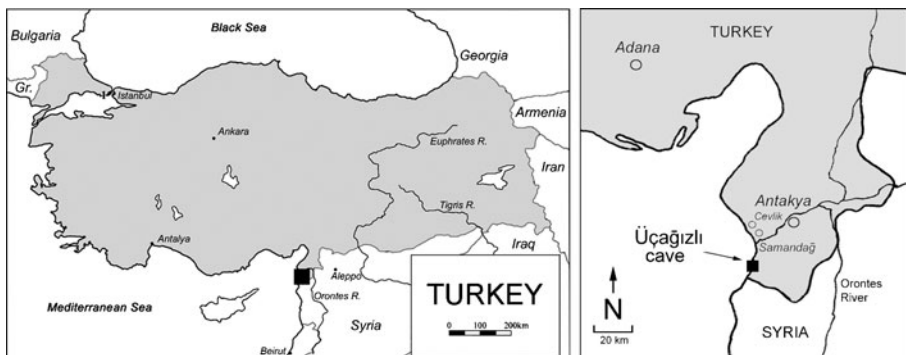 Bulgaria
Black Sea
Georgia
Gr.
Istanbul
Armenia
Ankara
Euphrates R.
Iran
Tigris R.
Antalya
Iraq
Aleppo
Mediterranean Sea
Orontes R.
Syria
Beirut
TURKEY
0 100 200km
TURKEY
Adana
Antakya
Cevlik
Samandağ
Üçağızlı
cave
Orontes
River
N
20 km
SYRIA